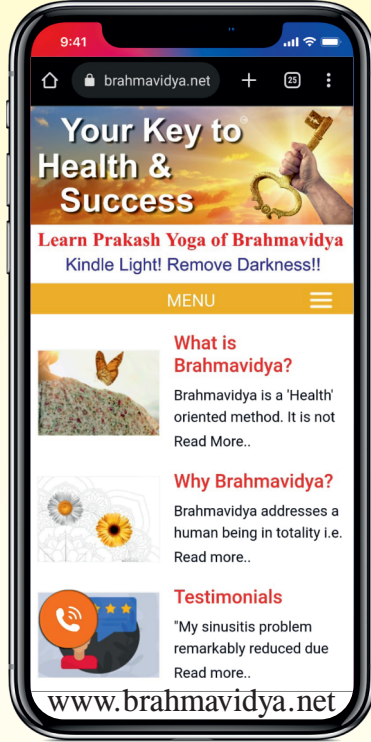 9:41
brahmavidya.net
25
Your Key to
Health &
Success
Learn Prakash Yoga of Brahmavidya
Kindle Light! Remove Darkness!!
MENU
What is
Brahmavidya?
Brahmavidya is a 'Health'
oriented method. It is not
Read More..
Why Brahmavidya?
Brahmavidya addresses a
human being in totality i.e.
Read more..
Testimonials
"My sinusitis problem
remarkably reduced due
Read more..
www.brahmavidya.net